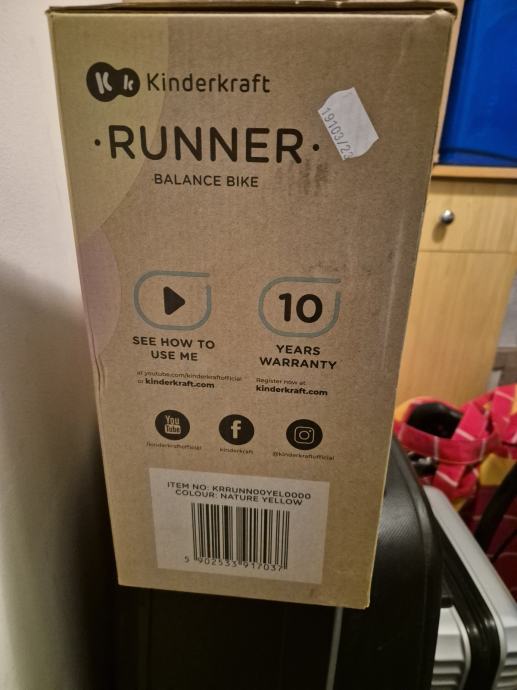 Kinderkraft
19103/23
·RUNNER·
BALANCE BIKE
10
SEE HOW TO
USE ME
YEARS
WARRANTY
at youtube.com/kinderkraftofficial
or kinderkraft.com
Register now at
kinderkraft.com
You
Tube
/kinderkraftofficial
kinderkraft
@kinderkraftofficial
ITEM NO: KRRUNN00YEL0000
COLOUR: NATURE YELLOW
5 902533 917037